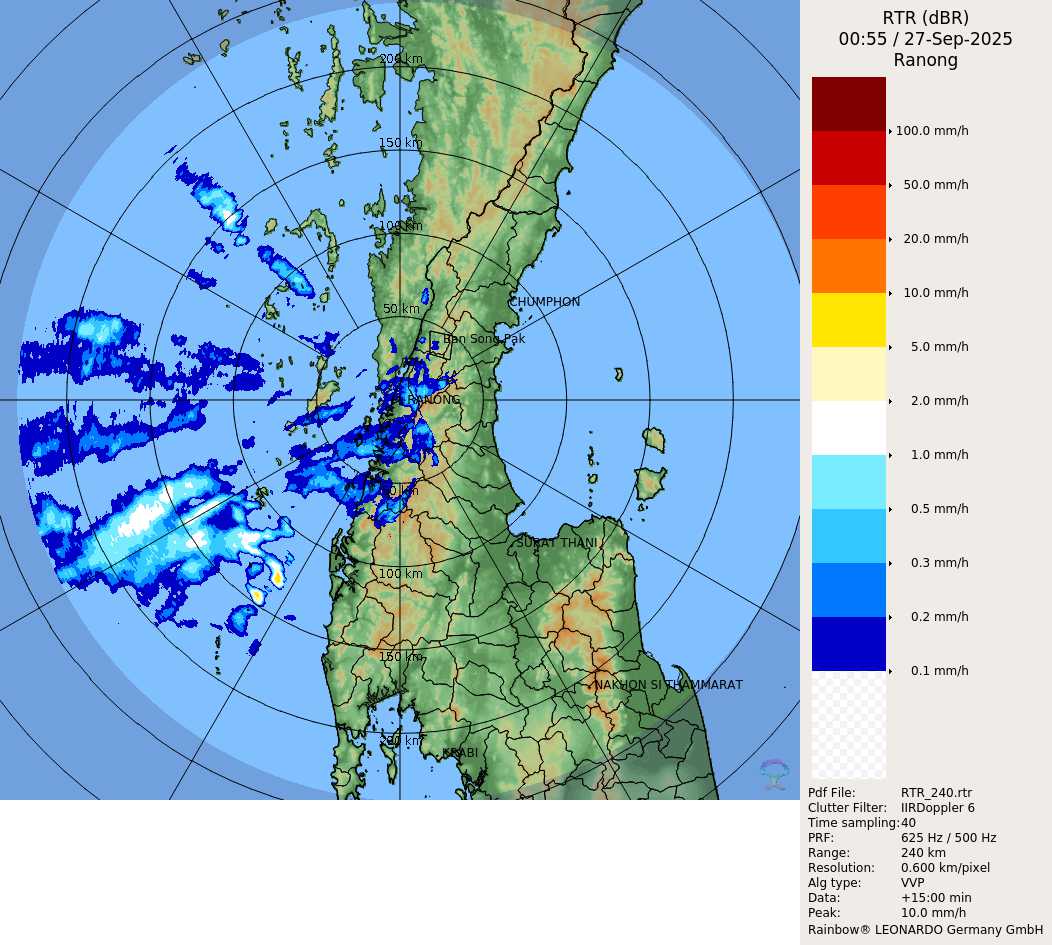 RTR (dBR)
00:55 / 27-Sep-2025
Ranong
200 km
150 km
100 km
50 km
CHUMPHON
Ban Song Pak
RANONG
SURAT THANI
100 km
150 km
NAKHON SI THAMMARAT
KRABI
100.0 mm/h
50.0 mm/h
20.0 mm/h
10.0 mm/h
5.0 mm/h
2.0 mm/h
1.0 mm/h
0.5 mm/h
0.3 mm/h
0.2 mm/h
0.1 mm/h
Pdf File: RTR_240.rtr
Clutter Filter: IIRDoppler 6
Time sampling:40
PRF: 625 Hz / 500 Hz
Range: 240 km
Resolution: 0.600 km/pixel
Alg type: VVP
Data: +15:00 min
Peak: 10.0 mm/h
Rainbow® LEONARDO Germany GmbH